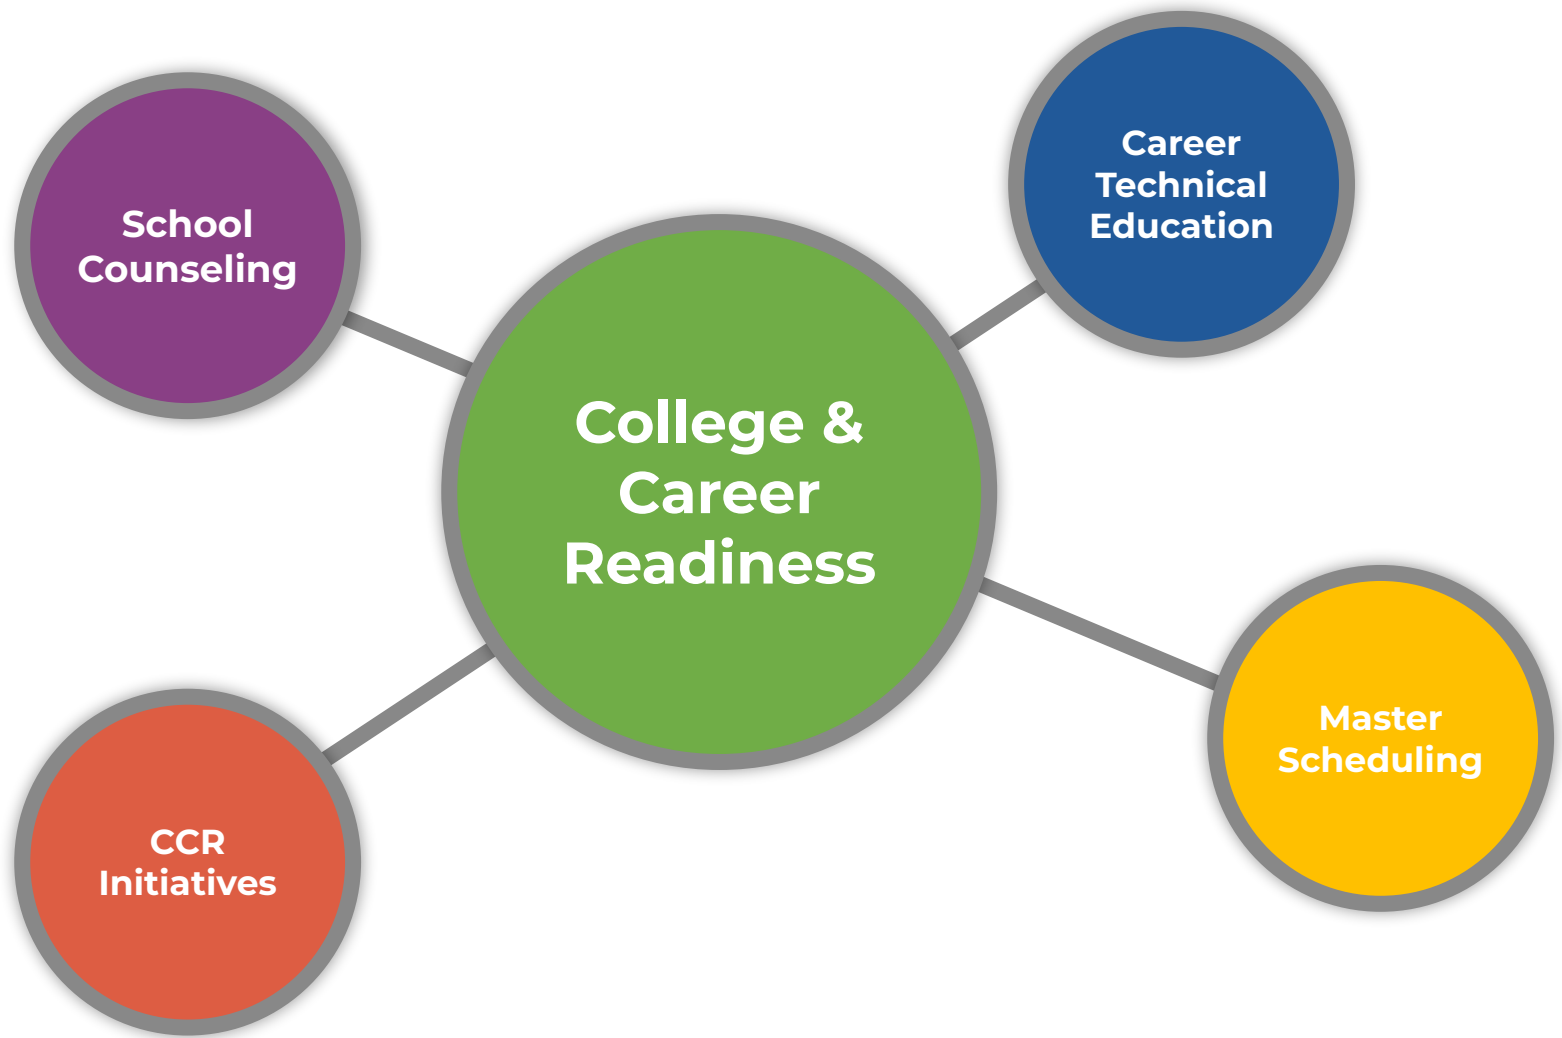 School
Counseling
Career
Technical
Education
College &
Career
Readiness
Master
Scheduling
CCR
Initiatives